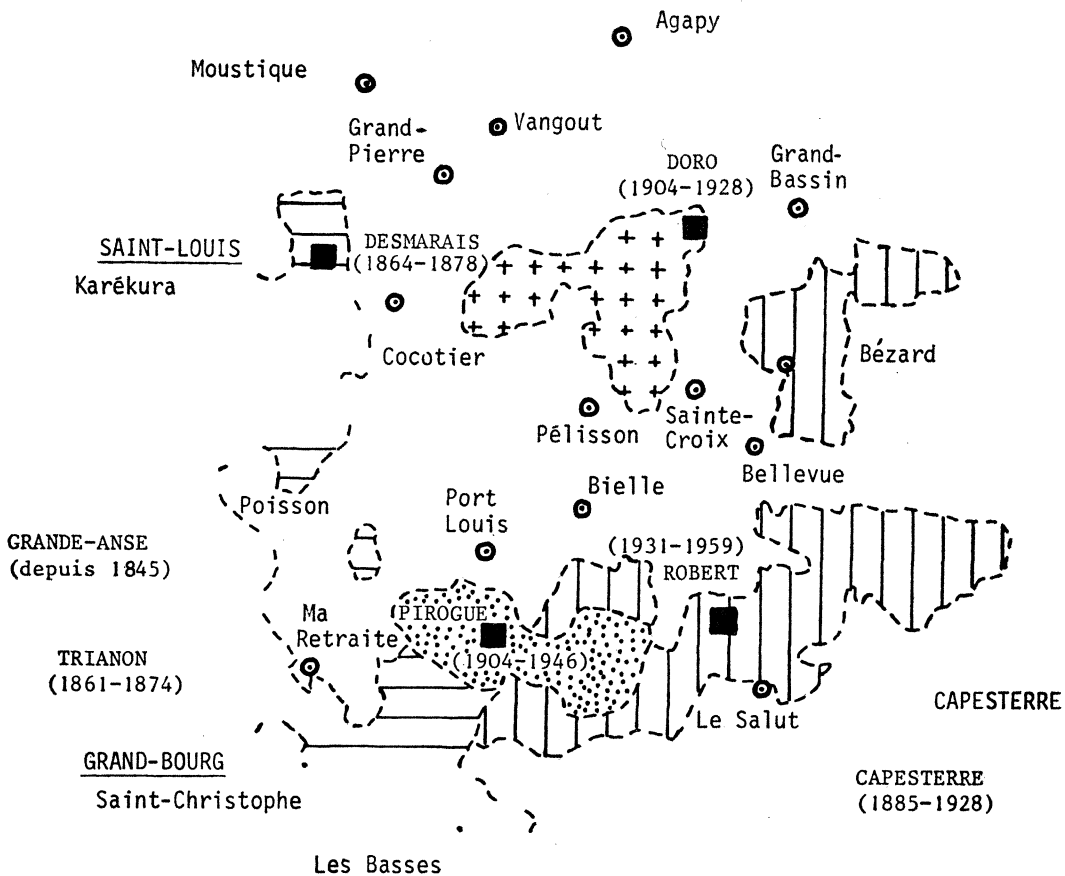 Agapy
Moustique
Vangout
Grand-
Pierre
DORO
(1904-1928)
Grand-
Bassin
SAINT-LOUIS
Karékura
DESMARAIS
(1864-1878)
Cocotier
Bézard
Pélisson
Sainte-
Croix
Bellevue
Poisson
Port
Louis
Bielle
GRANDE-ANSE
(depuis 1845)
(1931-1959)
ROBERT
PIROGUE
(1904-1946)
Ma
Retraite
TRIANON
(1861-1874)
Le Salut
CAPESTERRE
GRAND-BOURG
Saint-Christophe
CAPESTERRE
(1885-1928)
Les Basses